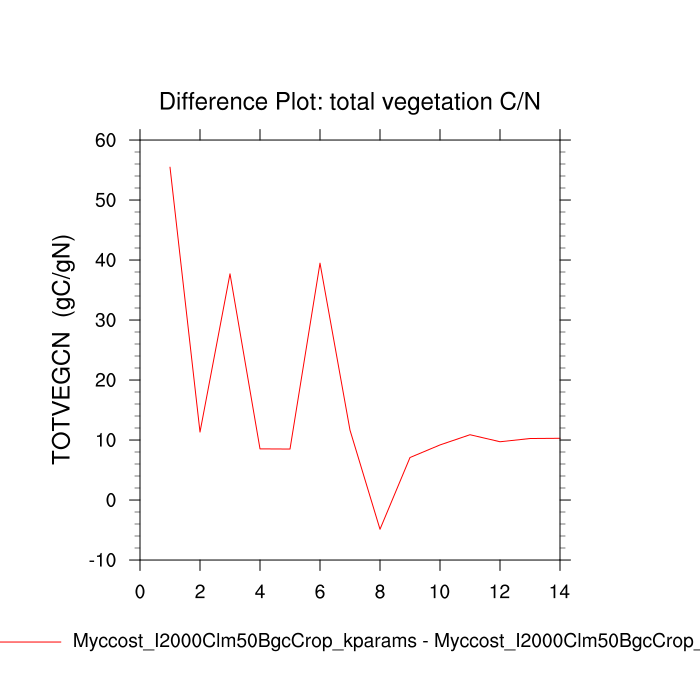 Difference Plot: total vegetation C/N
60
50
40
30
20
10
0
-10
TOTVEGCN (gC/gN)
0 2 4 6 8 10 12 14
Myccost_I2000Clm50BgcCrop_kparams - Myccost_I2000Clm50BgcCrop_